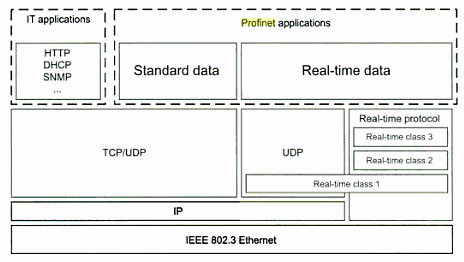 IT applications
Profinet applications
HTTP
DHCP
SNMP
...
Standard data
Real-time data
TCP/UDP
UDP
Real-time protocol
Real-time class 3
Real-time class 2
Real-time class 1
IP
IEEE 802.3 Ethernet